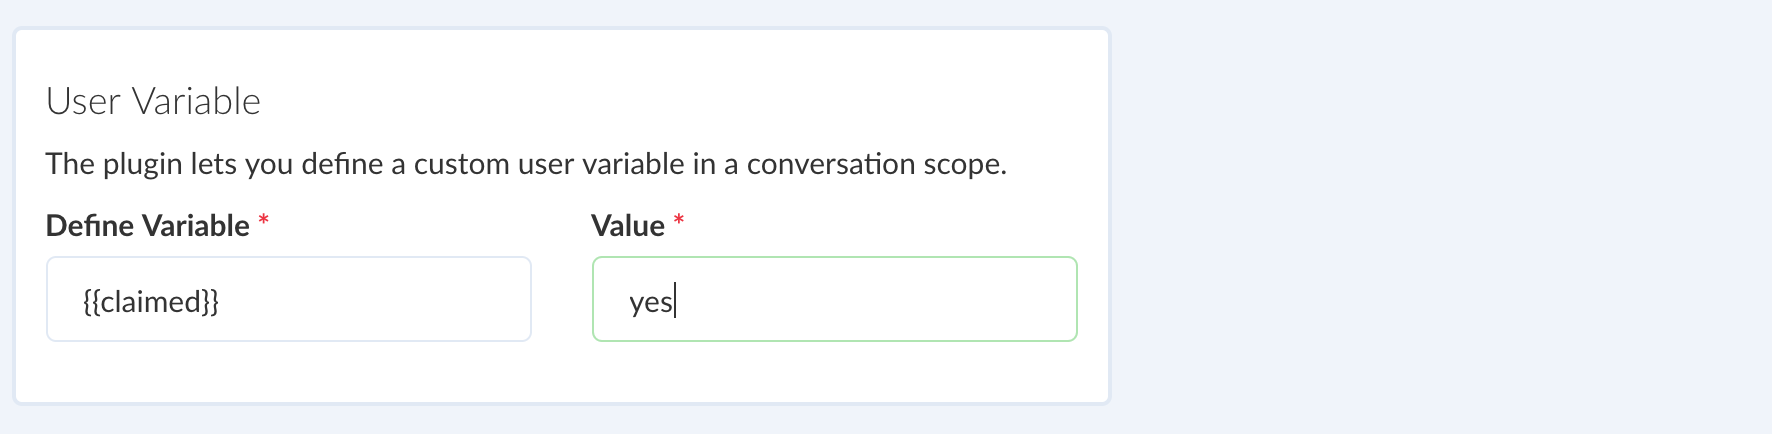 User Variable
The plugin lets you define a custom user variable in a conversation scope.
Define Variable *
Value *
{{claimed}}
yes